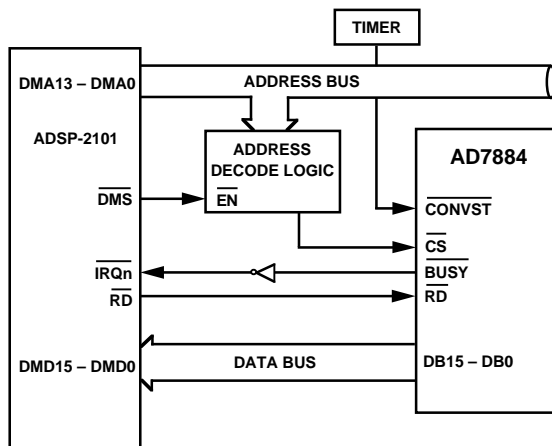 TIMER
DMA13 – DMA0
ADDRESS BUS
ADSP-2101
ADDRESS
DECODE LOGIC
AD7884
DMS
EN
CONVST
CS
IRQn
BUSY
RD
RD
DMD15 – DMD0
DATA BUS
DB15 – DB0